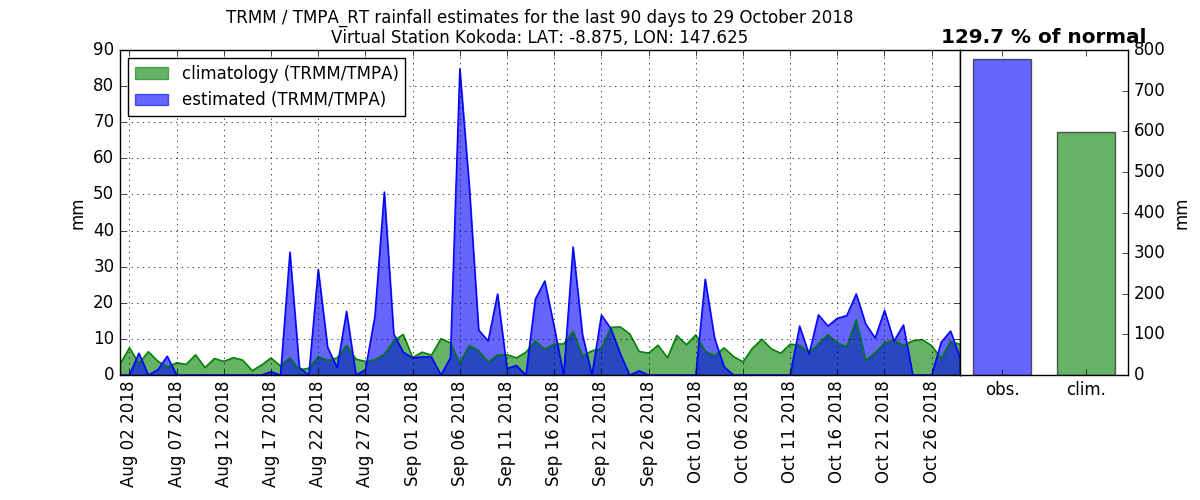 TRMM / TMPA_RT rainfall estimates for the last 90 days to 29 October 2018
Virtual Station Kokoda: LAT: -8.875, LON: 147.625
129.7 % of normal
climatology (TRMM/TMPA)
estimated (TRMM/TMPA)
mm
90
80
70
60
50
40
30
20
10
0
Aug 02 2018
Aug 07 2018
Aug 12 2018
Aug 17 2018
Aug 22 2018
Aug 27 2018
Sep 01 2018
Sep 06 2018
Sep 11 2018
Sep 16 2018
Sep 21 2018
Sep 26 2018
Oct 01 2018
Oct 06 2018
Oct 11 2018
Oct 16 2018
Oct 21 2018
Oct 26 2018
obs.
clim.
800
700
600
500
400
300
200
100
0
mm